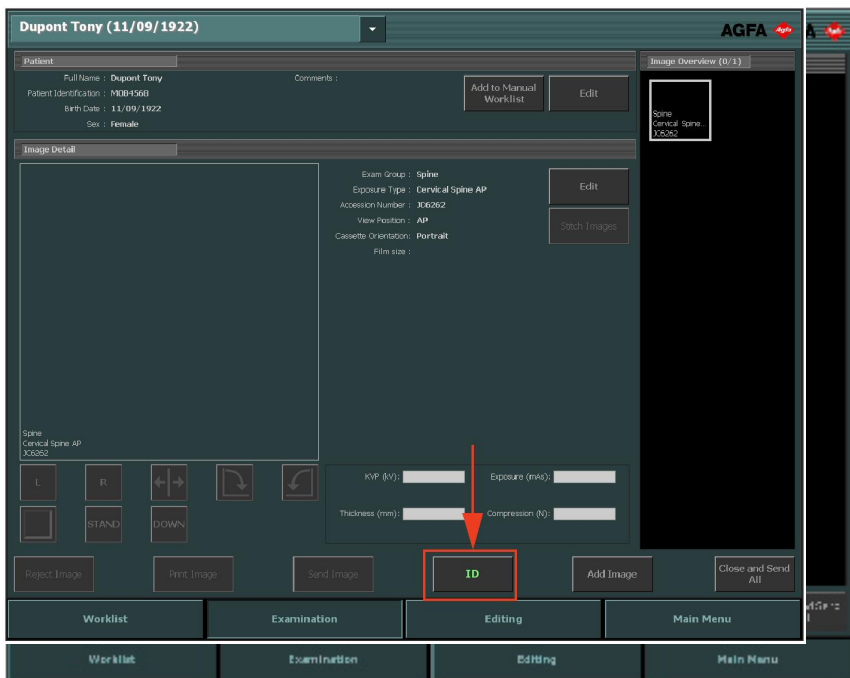 Dupont Tony (11/09/1922)
AGFA Agfa
Patient
Full Name : Dupont Tony
Comments :
Patient Identification : MOB4568
Birth Date : 11/09/1922
Sex : Female
Add to Manual
Worklist
Edit
Image Overview (0/1)
Spine
Cervical Spine...
JC6262
Image Detail
Exam Group : Spine
Exposure Type : Cervical Spine AP
Accession Number : JC6262
View Position : AP
Cassette Orientation: Portrait
Film size :
Edit
Stitch Images
Spine
Cervical Spine AP
JC6262
L
R
STAND
DOWN
KVP (kV):
Exposure (mAs):
Thickness (mm):
Compression (N):
Reject Image
Print Image
Send Image
ID
Add Image
Close and Send
All
Worklist
Examination
Editing
Main Menu
Worklist
Examination
Editing
Main Menu